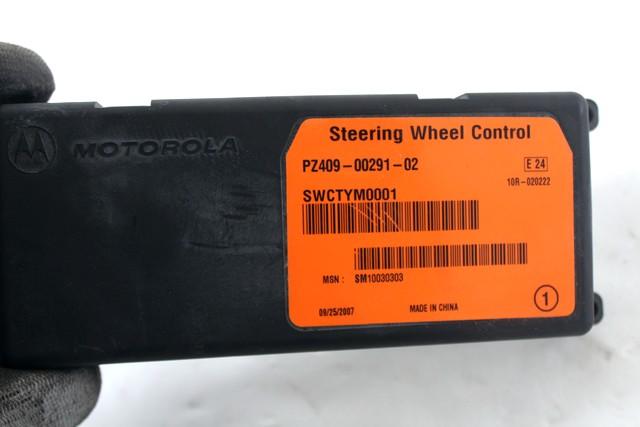 MOTOROLA
Steering Wheel Control
PZ409-00291-02
E 24
10R-020222
SWCTYM0001
MSN : SM10030303
09/25/2007 MADE IN CHINA
1